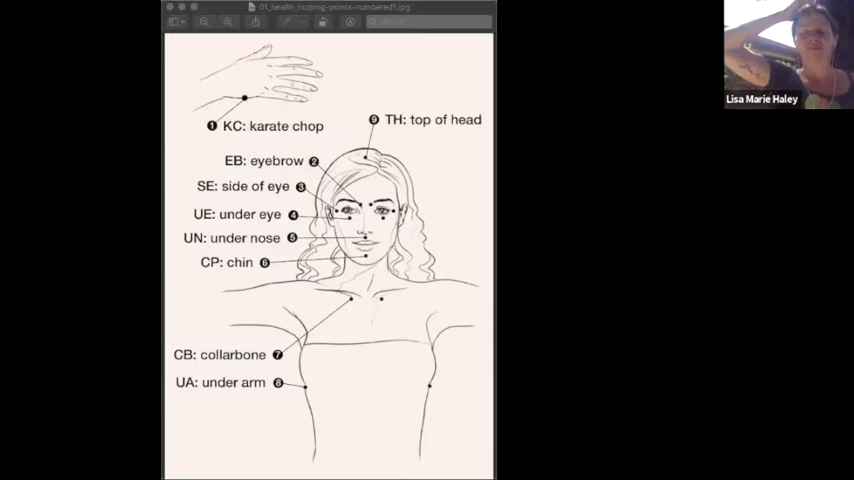 01_health_tapping-points-numbered1.jpg
Search
1 KC: karate chop
9 TH: top of head
EB: eyebrow 2
SE: side of eye 3
UE: under eye 4
UN: under nose 5
CP: chin 6
CB: collarbone 7
UA: under arm 8
Lisa Marie Haley